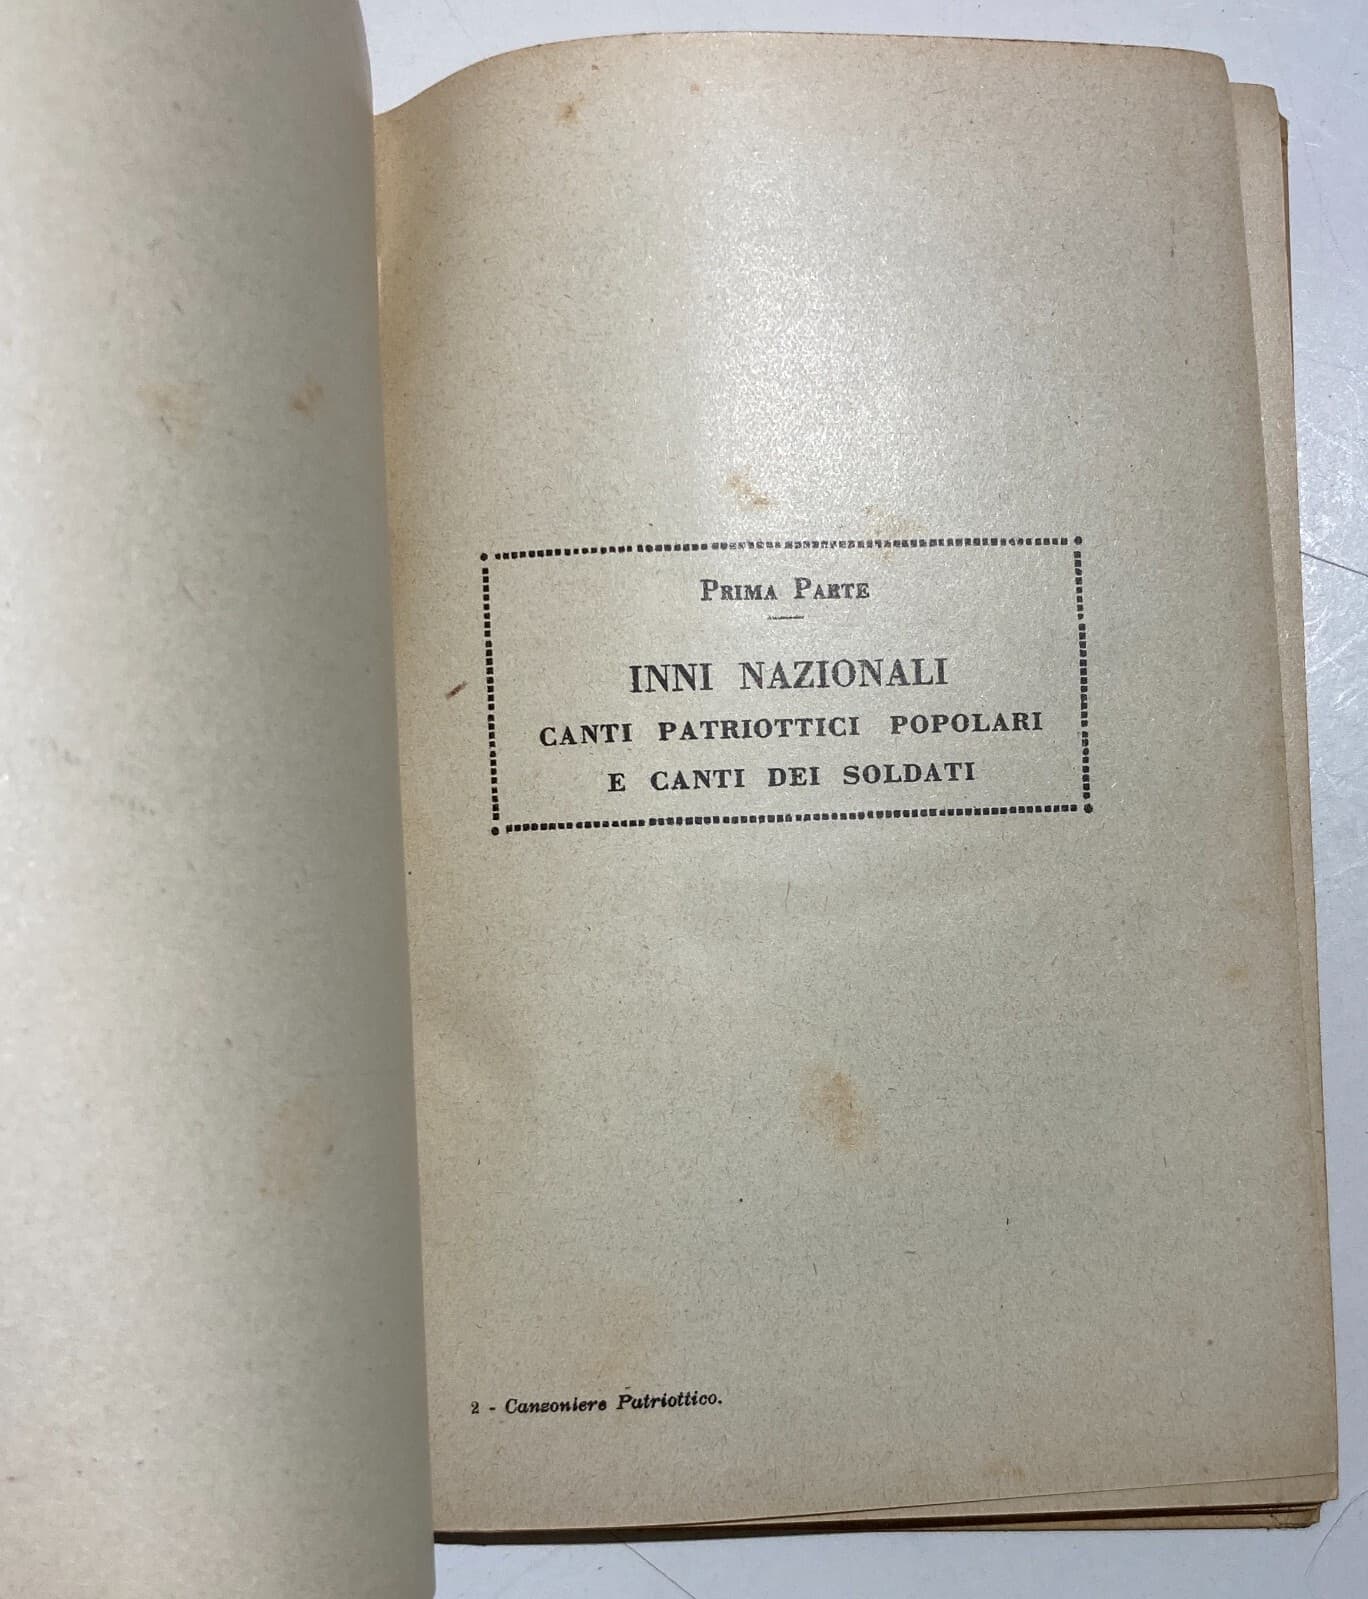 PRIMA PARTE
INNI NAZIONALI
CANTI PATRIOTTICI POPOLARI
E CANTI DEI SOLDATI
2 - Canzoniere Patriottico.